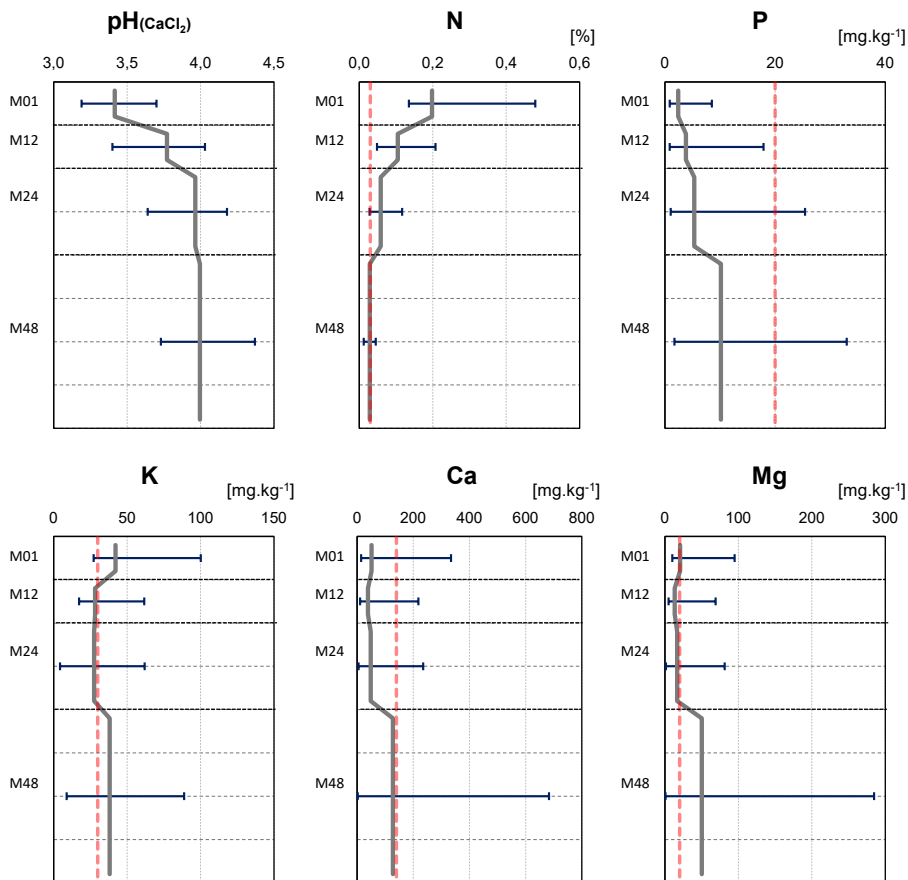 pH(CaCl₂)
3,0 3,5 4,0 4,5
M01
M12
M24
M48
N
[%]
0,0 0,2 0,4 0,6
M01
M12
M24
M48
P
[mg.kg⁻¹]
0 20 40
M01
M12
M24
M48
K
[mg.kg⁻¹]
0 50 100 150
M01
M12
M24
M48
Ca
[mg.kg⁻¹]
0 200 400 600 800
M01
M12
M24
M48
Mg
[mg.kg⁻¹]
0 100 200 300
M01
M12
M24
M48